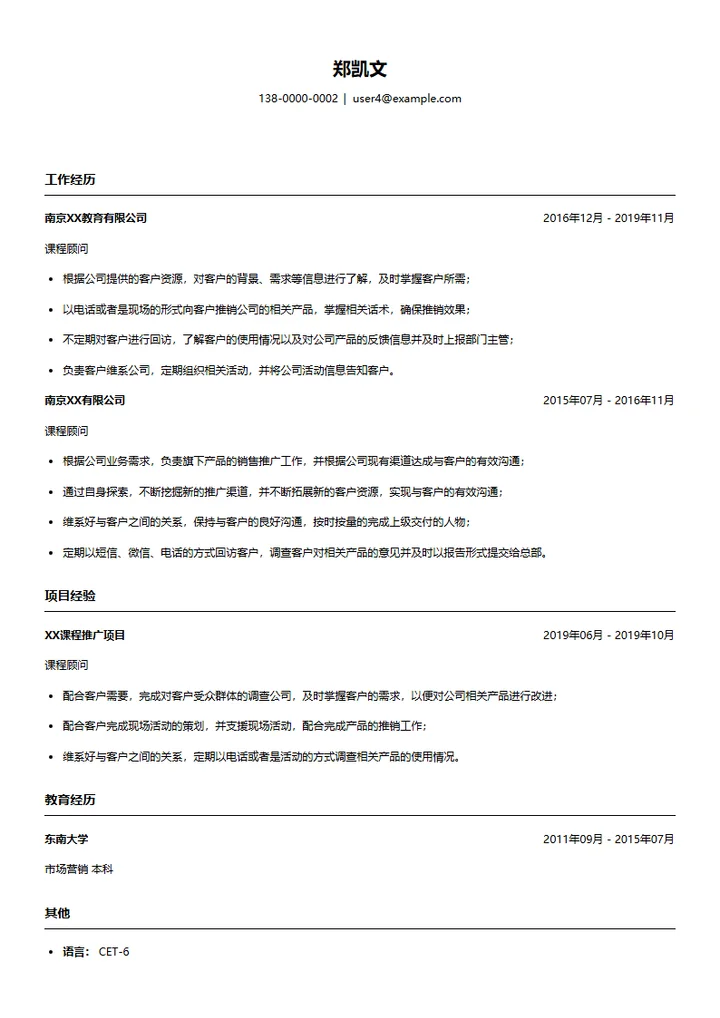 郑凯文
138-0000-0002 | user4@example.com
工作经历
南京XX教育有限公司 2016年12月 - 2019年11月
课程顾问
• 根据公司提供的客户资源，对客户的背景、需求等信息进行了解，及时掌握客户所需；
• 以电话或者是现场的形式向客户推销公司的相关产品，掌握相关话术，确保推销效果；
• 不定期对客户进行回访，了解客户的使用情况以及对公司产品的反馈信息并及时上报部门主管；
• 负责客户维系公司，定期组织相关活动，并将公司活动信息告知客户。
南京XX有限公司 2015年07月 - 2016年11月
课程顾问
• 根据公司业务需求，负责旗下产品的销售推广工作，并根据公司现有渠道达成与客户的有效沟通；
• 通过自身探索，不断挖掘新的推广渠道，并不断拓展新的客户资源，实现与客户的有效沟通；
• 维系好与客户之间的关系，保持与客户的良好沟通，按时按量的完成上级交付的人物；
• 定期以短信、微信、电话的方式回访客户，调查客户对相关产品的意见并及时以报告形式提交给总部。
项目经验
XX课程推广项目 2019年06月 - 2019年10月
课程顾问
• 配合客户需要，完成对客户受众群体的调查公司，及时掌握客户的需求，以便对公司相关产品进行改进；
• 配合客户完成现场活动的策划，并支援现场活动，配合完成产品的推销工作；
• 维系好与客户之间的关系，定期以电话或者是活动的方式调查相关产品的使用情况。
教育经历
东南大学 2011年09月 - 2015年07月
市场营销 本科
其他
• 语言： CET-6